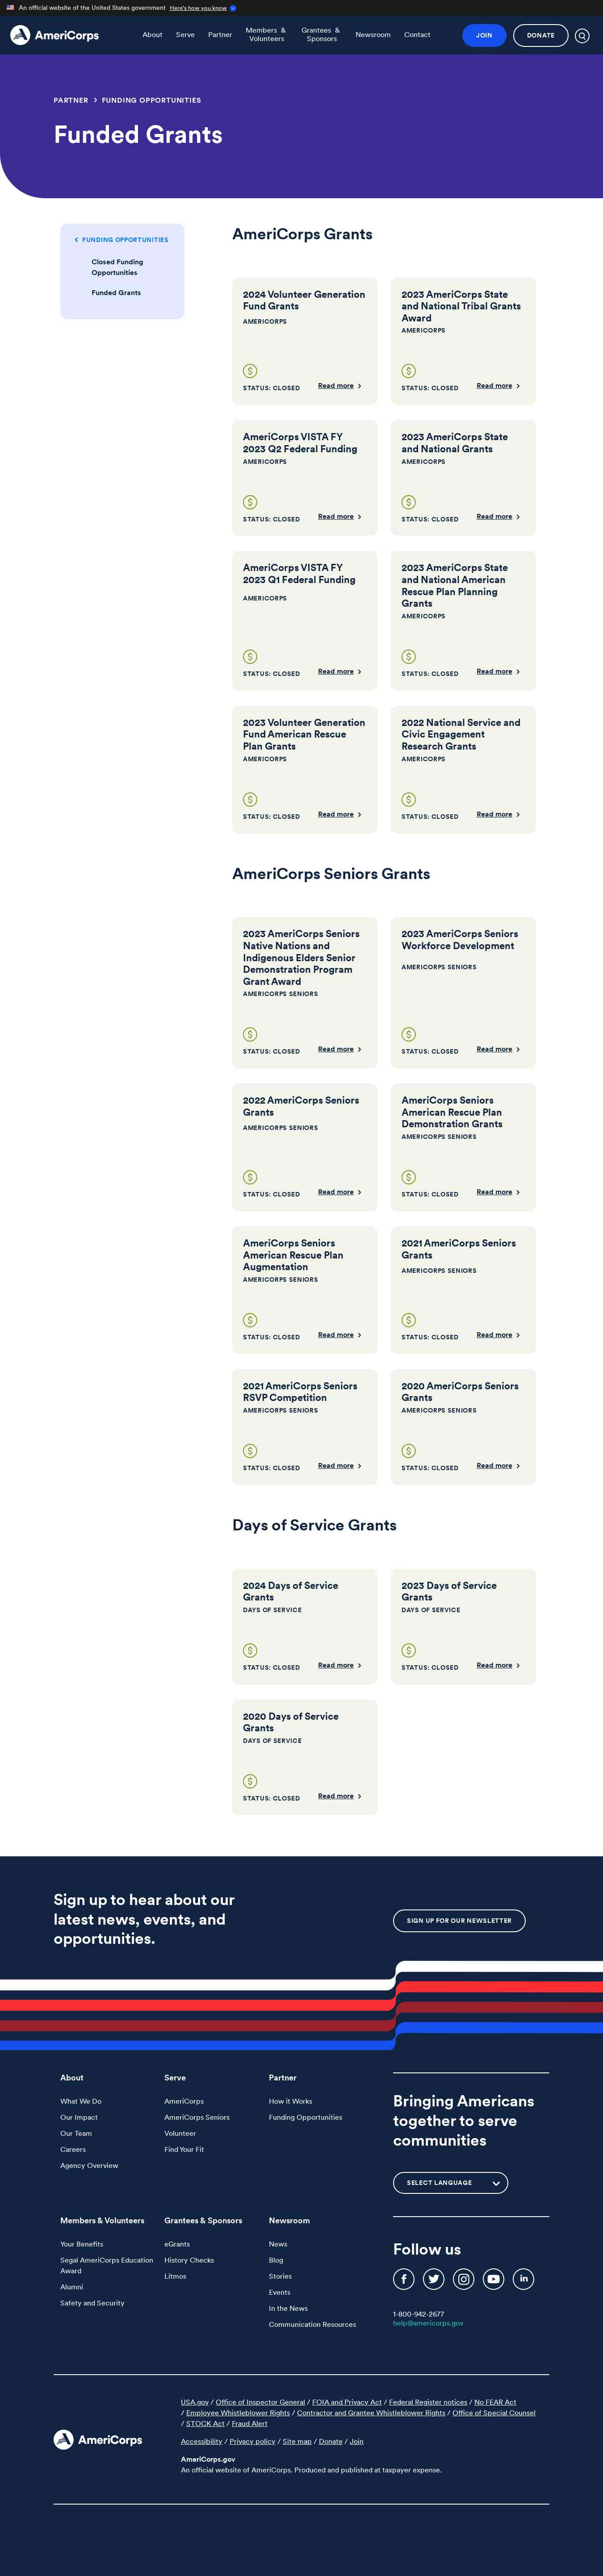 An official website of the United States government Here's how you know
AmeriCorps
About
Serve
Partner
Members & Volunteers
Grantees & Sponsors
Newsroom
Contact
JOIN
DONATE
PARTNER > FUNDING OPPORTUNITIES
Funded Grants
FUNDING OPPORTUNITIES
Closed Funding
Opportunities
Funded Grants
AmeriCorps Grants
2024 Volunteer Generation
Fund Grants
AMERICORPS
STATUS: CLOSED
Read more
2023 AmeriCorps State
and National Tribal Grants
Award
AMERICORPS
STATUS: CLOSED
Read more
AmeriCorps VISTA FY
2023 Q2 Federal Funding
AMERICORPS
STATUS: CLOSED
Read more
2023 AmeriCorps State
and National Grants
AMERICORPS
STATUS: CLOSED
Read more
AmeriCorps VISTA FY
2023 Q1 Federal Funding
AMERICORPS
STATUS: CLOSED
Read more
2023 AmeriCorps State
and National American
Rescue Plan Planning
Grants
AMERICORPS
STATUS: CLOSED
Read more
2023 Volunteer Generation
Fund American Rescue
Plan Grants
AMERICORPS
STATUS: CLOSED
Read more
2022 National Service and
Civic Engagement
Research Grants
AMERICORPS
STATUS: CLOSED
Read more
AmeriCorps Seniors Grants
2023 AmeriCorps Seniors
Native Nations and
Indigenous Elders Senior
Demonstration Program
Grant Award
AMERICORPS SENIORS
STATUS: CLOSED
Read more
2023 AmeriCorps Seniors
Workforce Development
AMERICORPS SENIORS
STATUS: CLOSED
Read more
2022 AmeriCorps Seniors
Grants
AMERICORPS SENIORS
STATUS: CLOSED
Read more
AmeriCorps Seniors
American Rescue Plan
Demonstration Grants
AMERICORPS SENIORS
STATUS: CLOSED
Read more
AmeriCorps Seniors
American Rescue Plan
Augmentation
AMERICORPS SENIORS
STATUS: CLOSED
Read more
2021 AmeriCorps Seniors
Grants
AMERICORPS SENIORS
STATUS: CLOSED
Read more
2021 AmeriCorps Seniors
RSVP Competition
AMERICORPS SENIORS
STATUS: CLOSED
Read more
2020 AmeriCorps Seniors
Grants
AMERICORPS SENIORS
STATUS: CLOSED
Read more
Days of Service Grants
2024 Days of Service
Grants
DAYS OF SERVICE
STATUS: CLOSED
Read more
2023 Days of Service
Grants
DAYS OF SERVICE
STATUS: CLOSED
Read more
2020 Days of Service
Grants
DAYS OF SERVICE
STATUS: CLOSED
Read more
Sign up to hear about our
latest news, events, and
opportunities.
SIGN UP FOR OUR NEWSLETTER
About
What We Do
Our Impact
Our Team
Careers
Agency Overview
Serve
AmeriCorps
AmeriCorps Seniors
Volunteer
Find Your Fit
Partner
How it Works
Funding Opportunities
Bringing Americans
together to serve
communities
SELECT LANGUAGE
Members & Volunteers
Your Benefits
Segal AmeriCorps Education
Award
Alumni
Safety and Security
Grantees & Sponsors
eGrants
History Checks
Litmos
Newsroom
News
Blog
Stories
Events
In the News
Communication Resources
Follow us
1-800-942-2677
help@americorps.gov
AmeriCorps
USA.gov / Office of Inspector General / FOIA and Privacy Act / Federal Register notices / No FEAR Act
/ Employee Whistleblower Rights / Contractor and Grantee Whistleblower Rights / Office of Special Counsel
/ STOCK Act / Fraud Alert
Accessibility / Privacy policy / Site map / Donate / Join
AmeriCorps.gov
An official website of AmeriCorps. Produced and published at taxpayer expense.